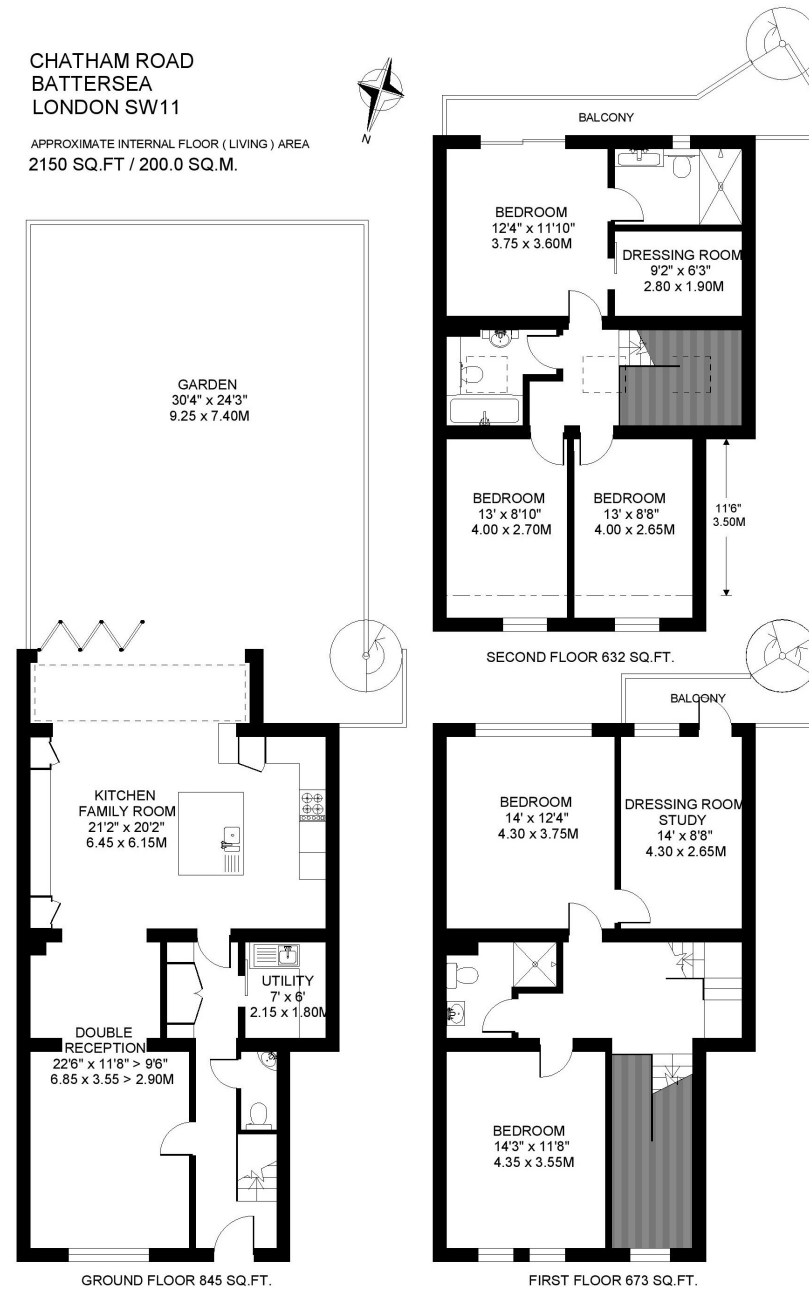 CHATHAM ROAD
BATTERSEA
LONDON SW11
APPROXIMATE INTERNAL FLOOR ( LIVING ) AREA
2150 SQ.FT / 200.0 SQ.M.
N
BALCONY
BEDROOM
12'4" x 11'10"
3.75 x 3.60M
DRESSING ROOM
9'2" x 6'3"
2.80 x 1.90M
BEDROOM
13' x 8'10"
4.00 x 2.70M
BEDROOM
13' x 8'8"
4.00 x 2.65M
11'6"
3.50M
SECOND FLOOR 632 SQ.FT.
GARDEN
30'4" x 24'3"
9.25 x 7.40M
KITCHEN
FAMILY ROOM
21'2" x 20'2"
6.45 x 6.15M
UTILITY
7' x 6'
2.15 x 1.80M
DOUBLE
RECEPTION
22'6" x 11'8" > 9'6"
6.85 x 3.55 > 2.90M
GROUND FLOOR 845 SQ.FT.
BALCONY
BEDROOM
14' x 12'4"
4.30 x 3.75M
DRESSING ROOM
STUDY
14' x 8'8"
4.30 x 2.65M
BEDROOM
14'3" x 11'8"
4.35 x 3.55M
FIRST FLOOR 673 SQ.FT.